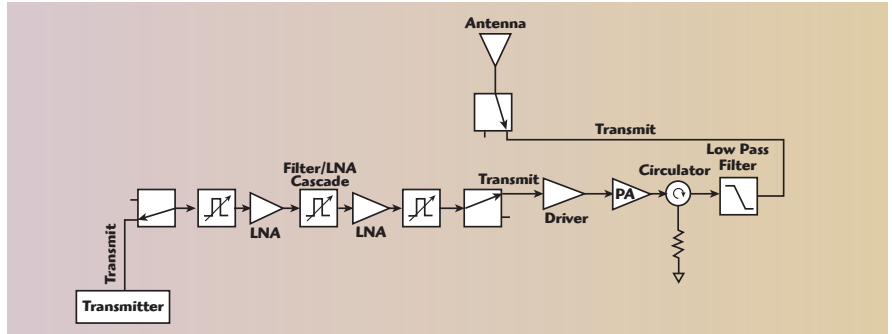 Antenna
Transmit
Low Pass
Filter
Circulator
Filter/LNA
Cascade
Transmit
PA
Driver
LNA
LNA
Transmit
Transmitter